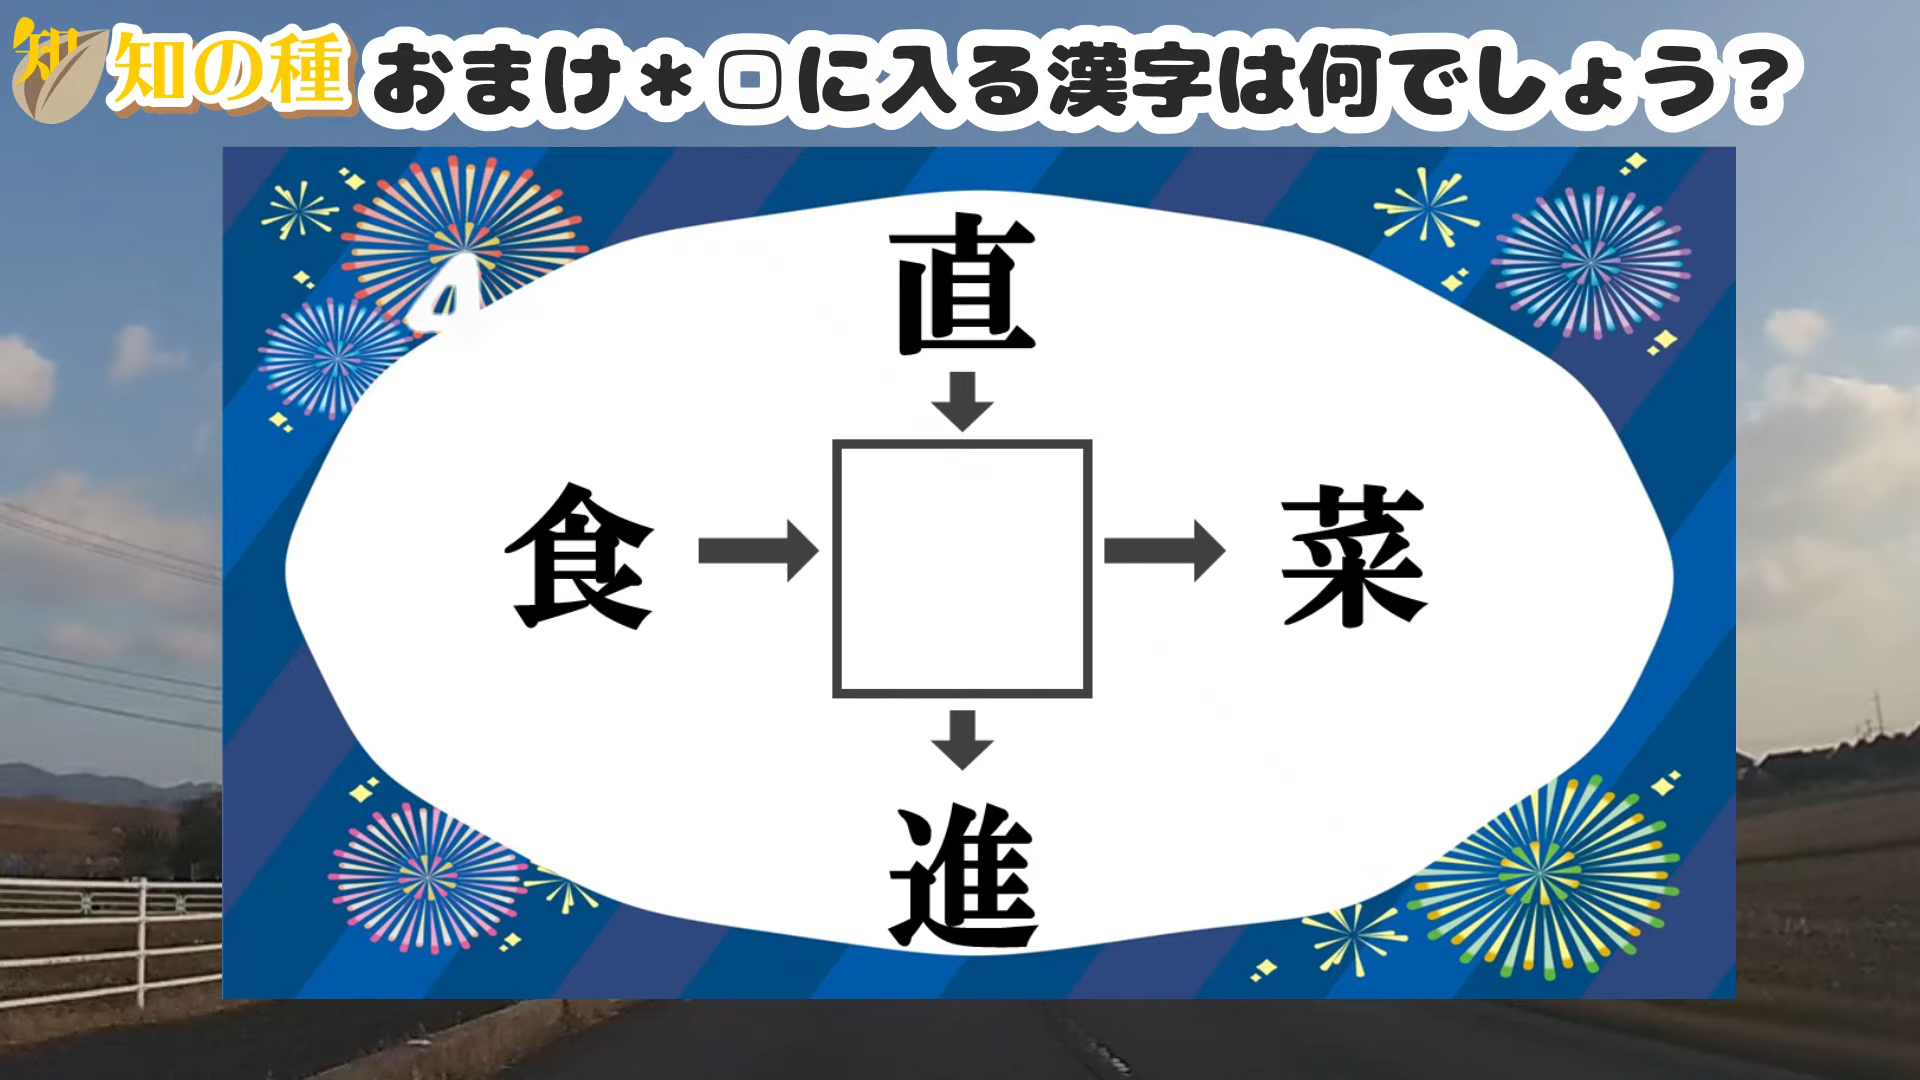 知 知の種 おまけ*□に入る漢字は何でしょう?
4
直
食 → □ → 菜
進